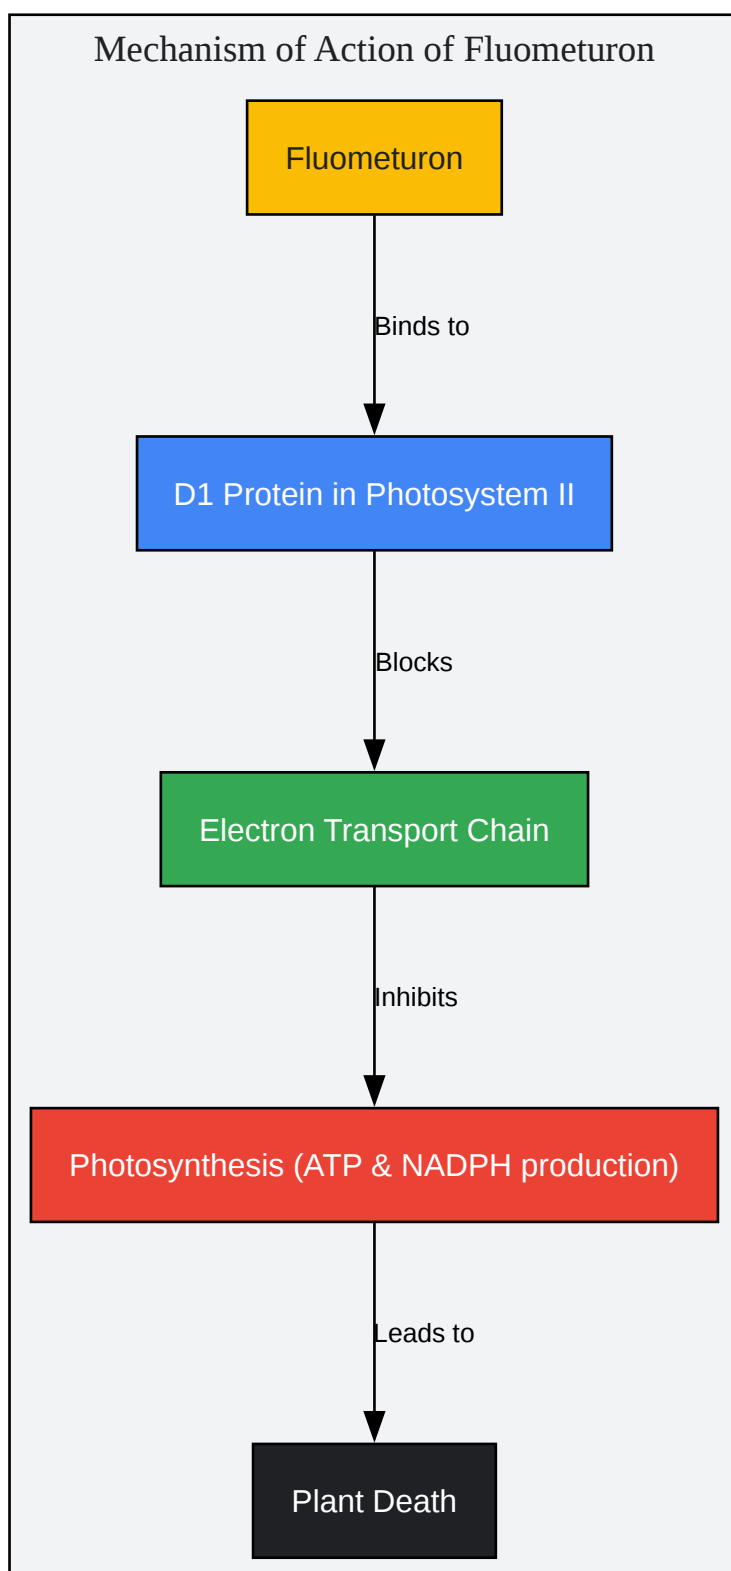 Mechanism of Action of Fluometuron
Fluometuron
Binds to
D1 Protein in Photosystem II
Blocks
Electron Transport Chain
Inhibits
Photosynthesis (ATP & NADPH production)
Leads to
Plant Death